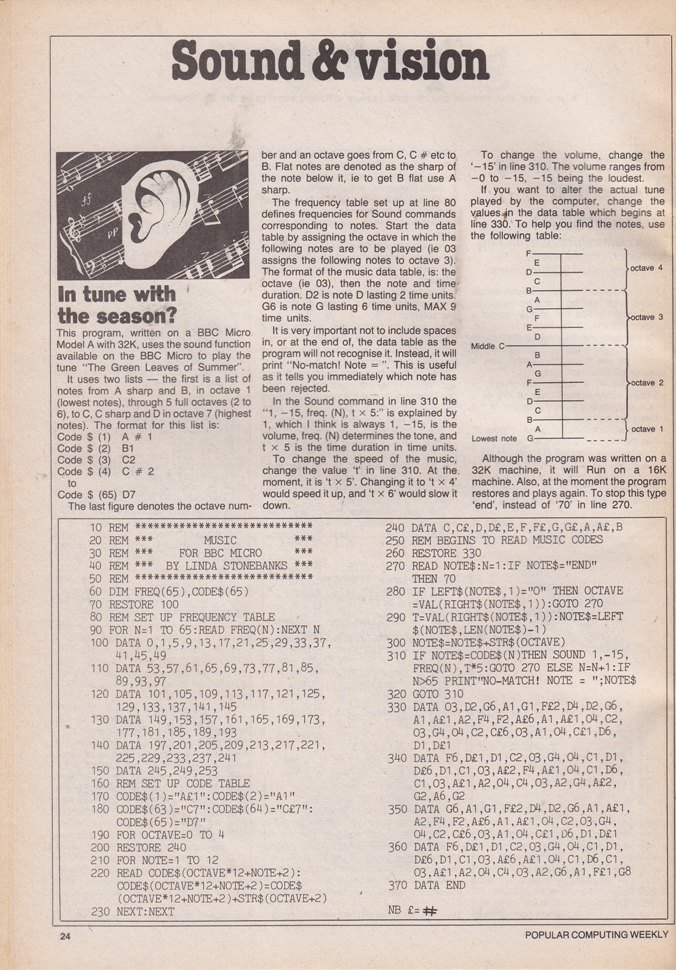 Sound & vision
In tune with
the season?
This program, written on a BBC Micro
Model A with 32K, uses the sound function
available on the BBC Micro to play the
tune "The Green Leaves of Summer".
It uses two lists — the first is a list of
notes from A sharp and B, in octave 1
(lowest notes), through 5 full octaves (2 to
6), to C, C sharp and D in octave 7 (highest
notes). The format for this list is:
Code $ (1) A # 1
Code $ (2) B1
Code $ (3) C2
Code $ (4) C # 2
to
Code $ (65) D7
The last figure denotes the octave num-
ber and an octave goes from C, C # etc to
B. Flat notes are denoted as the sharp of
the note below it, ie to get B flat use A
sharp.
The frequency table set up at line 80
defines frequencies for Sound commands
corresponding to notes. Start the data
table by assigning the octave in which the
following notes are to be played (ie 03
assigns the following notes to octave 3).
The format of the music data table, is: the
octave (ie 03), then the note and time
duration. D2 is note D lasting 2 time units.
G6 is note G lasting 6 time units, MAX 9
time units.
It is very important not to include spaces
in, or at the end of, the data table as the
program will not recognise it. Instead, it will
print "No-match! Note = ". This is useful
as it tells you immediately which note has
been rejected.
In the Sound command in line 310 the
"1, −15, freq. (N), t × 5:" is explained by
1, which I think is always 1, −15, is the
volume, freq. (N) determines the tone, and
t × 5 is the time duration in time units.
To change the speed of the music,
change the value 't' in line 310. At the,
moment, it is 't × 5'. Changing it to 't × 4'
would speed it up, and 't × 6' would slow it
down.
To change the volume, change the
'−15' in line 310. The volume ranges from
−0 to −15, −15 being the loudest.
If you want to alter the actual tune
played by the computer, change the
values in the data table which begins at
line 330. To help you find the notes, use
the following table:
F
E
D
octave 4
C
B
A
G
octave 3
F
E
D
Middle C
B
A
G
octave 2
F
E
D
C
B
A
octave 1
Lowest note G
Although the program was written on a
32K machine, it will Run on a 16K
machine. Also, at the moment the program
restores and plays again. To stop this type
'end', instead of '70' in line 270.
10 REM ****************************
20 REM *** MUSIC ***
30 REM *** FOR BBC MICRO ***
40 REM *** BY LINDA STONEBANKS ***
50 REM ****************************
60 DIM FREQ(65),CODE$(65)
70 RESTORE 100
80 REM SET UP FREQUENCY TABLE
90 FOR N=1 TO 65:READ FREQ(N):NEXT N
100 DATA 0,1,5,9,13,17,21,25,29,33,37,
41,45,49
110 DATA 53,57,61,65,69,73,77,81,85,
89,93,97
120 DATA 101,105,109,113,117,121,125,
129,133,137,141,145
130 DATA 149,153,157,161,165,169,173,
177,181,185,189,193
140 DATA 197,201,205,209,213,217,221,
225,229,233,237,241
150 DATA 245,249,253
160 REM SET UP CODE TABLE
170 CODE$(1)="A£1":CODE$(2)="A1"
180 CODE$(63)="C7":CODE$(64)="C£7":
CODE$(65)="D7"
190 FOR OCTAVE=0 TO 4
200 RESTORE 240
210 FOR NOTE=1 TO 12
220 READ CODE$(OCTAVE*12+NOTE+2):
CODE$(OCTAVE*12+NOTE+2)=CODE$
(OCTAVE*12+NOTE+2)+STR$(OCTAVE+2)
230 NEXT:NEXT
240 DATA C,C£,D,D£,E,F,F£,G,G£,A,A£,B
250 REM BEGINS TO READ MUSIC CODES
260 RESTORE 330
270 READ NOTE$:N=1:IF NOTE$="END"
THEN 70
280 IF LEFT$(NOTE$,1)="O" THEN OCTAVE
=VAL(RIGHT$(NOTE$,1)):GOTO 270
290 T=VAL(RIGHT$(NOTE$,1)):NOTE$=LEFT
$(NOTE$,LEN(NOTE$)-1)
300 NOTE$=NOTE$+STR$(OCTAVE)
310 IF NOTE$=CODE$(N)THEN SOUND 1,-15,
FREQ(N),T*5:GOTO 270 ELSE N=N+1:IF
N>65 PRINT"NO-MATCH! NOTE = ";NOTE$
320 GOTO 310
330 DATA O3,D2,G6,A1,G1,F£2,D4,D2,G6,
A1,A£1,A2,F4,F2,A£6,A1,A£1,O4,C2,
O3,G4,O4,C2,C£6,O3,A1,O4,C£1,D6,
D1,D£1
340 DATA F6,D£1,D1,C2,O3,G4,O4,C1,D1,
D£6,D1,C1,O3,A£2,F4,A£1,O4,C1,D6,
C1,O3,A£1,A2,O4,C4,O3,A2,G4,A£2,
G2,A6,G2
350 DATA G6,A1,G1,F£2,D4,D2,G6,A1,A£1,
A2,F4,F2,A£6,A1,A£1,O4,C2,O3,G4,
O4,C2,C£6,O3,A1,O4,C£1,D6,D1,D£1
360 DATA F6,D£1,D1,C2,O3,G4,O4,C1,D1,
D£6,D1,C1,O3,A£6,A£1,O4,C1,D6,C1,
O3,A£1,A2,O4,C4,O3,A2,G6,A1,F£1,G8
370 DATA END
NB £= #
24
POPULAR COMPUTING WEEKLY